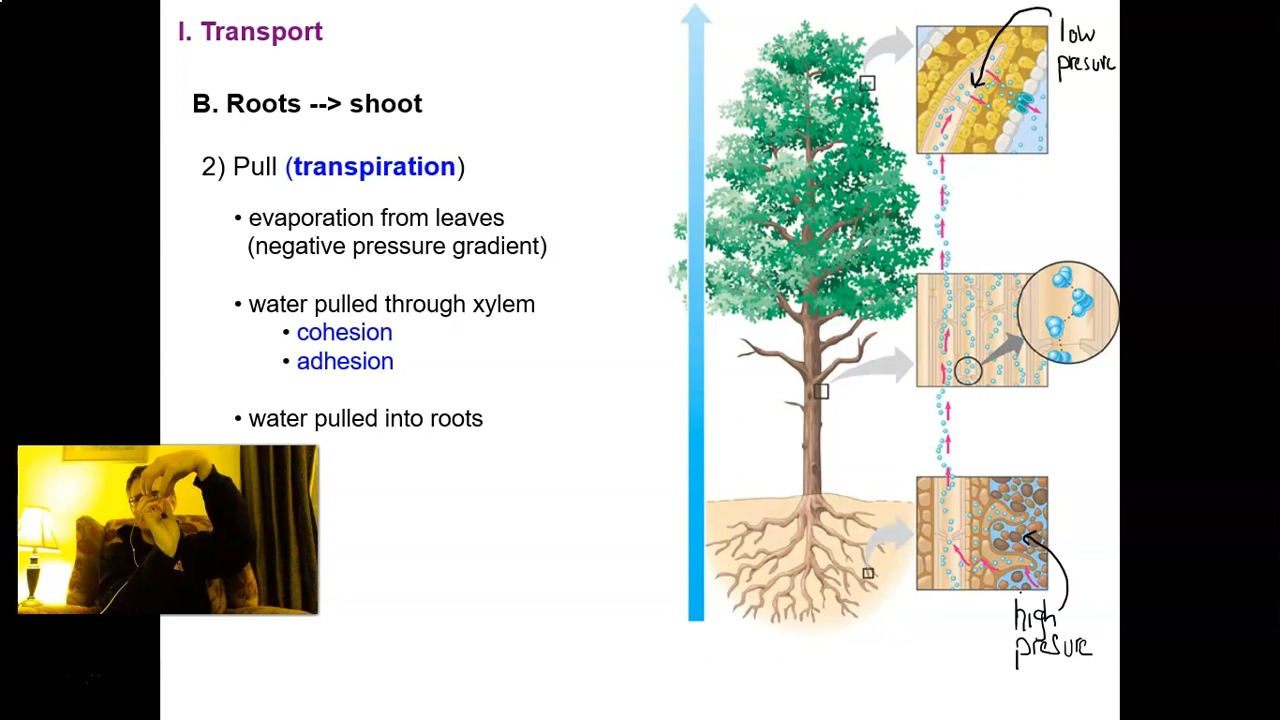 I. Transport
B. Roots --> shoot
2) Pull (transpiration)
• evaporation from leaves
(negative pressure gradient)
• water pulled through xylem
• cohesion
• adhesion
• water pulled into roots
low
presure
high
presure